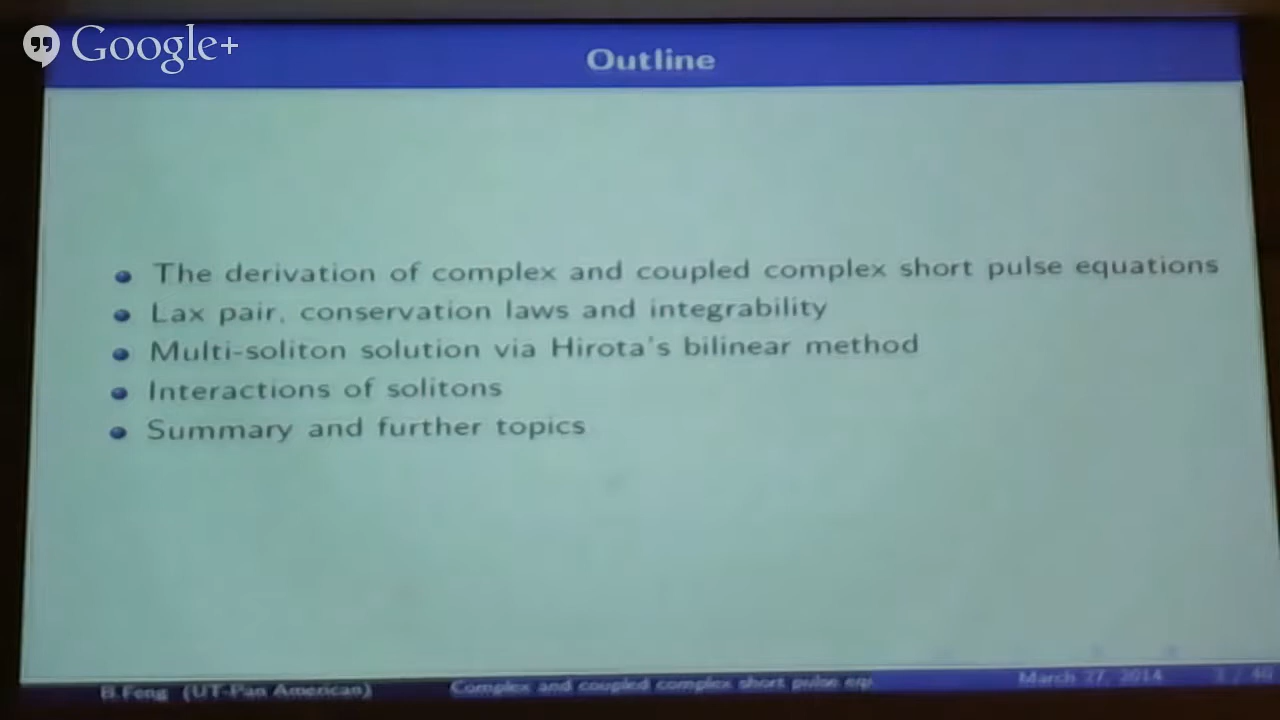 Google+
Outline
The derivation of complex and coupled complex short pulse equations
Lax pair, conservation laws and integrability
Multi-soliton solution via Hirota's bilinear method
Interactions of solitons
Summary and further topics
B.Feng (UT-Pan American)
Complex and coupled complex short pulse equ
March 27, 2014
/ 40